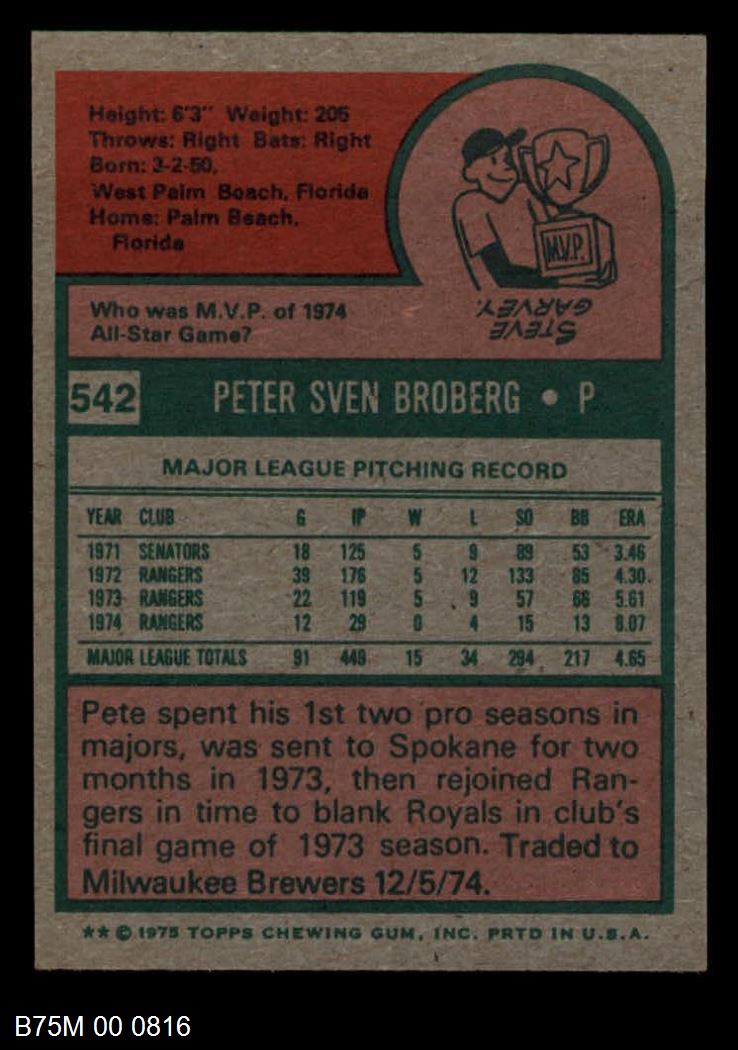 Height: 6'3" Weight: 205
Throws: Right Bats: Right
Born: 3-2-50,
West Palm Beach, Florida
Home: Palm Beach,
Florida
M.V.P.
STEVE
GARVEY.
Who was M.V.P. of 1974
All-Star Game?
542 PETER SVEN BROBERG • P
MAJOR LEAGUE PITCHING RECORD
YEAR CLUB G IP W L SO BB ERA
1971 SENATORS 18 125 5 9 89 53 3.46
1972 RANGERS 39 176 5 12 133 85 4.30
1973 RANGERS 22 119 5 9 57 66 5.61
1974 RANGERS 12 29 0 4 15 13 8.07
MAJOR LEAGUE TOTALS 91 449 15 34 294 217 4.65
Pete spent his 1st two pro seasons in
majors, was sent to Spokane for two
months in 1973, then rejoined Ran-
gers in time to blank Royals in club's
final game of 1973 season. Traded to
Milwaukee Brewers 12/5/74.
** © 1975 TOPPS CHEWING GUM, INC. PRTD IN U.S.A.
B75M 00 0816